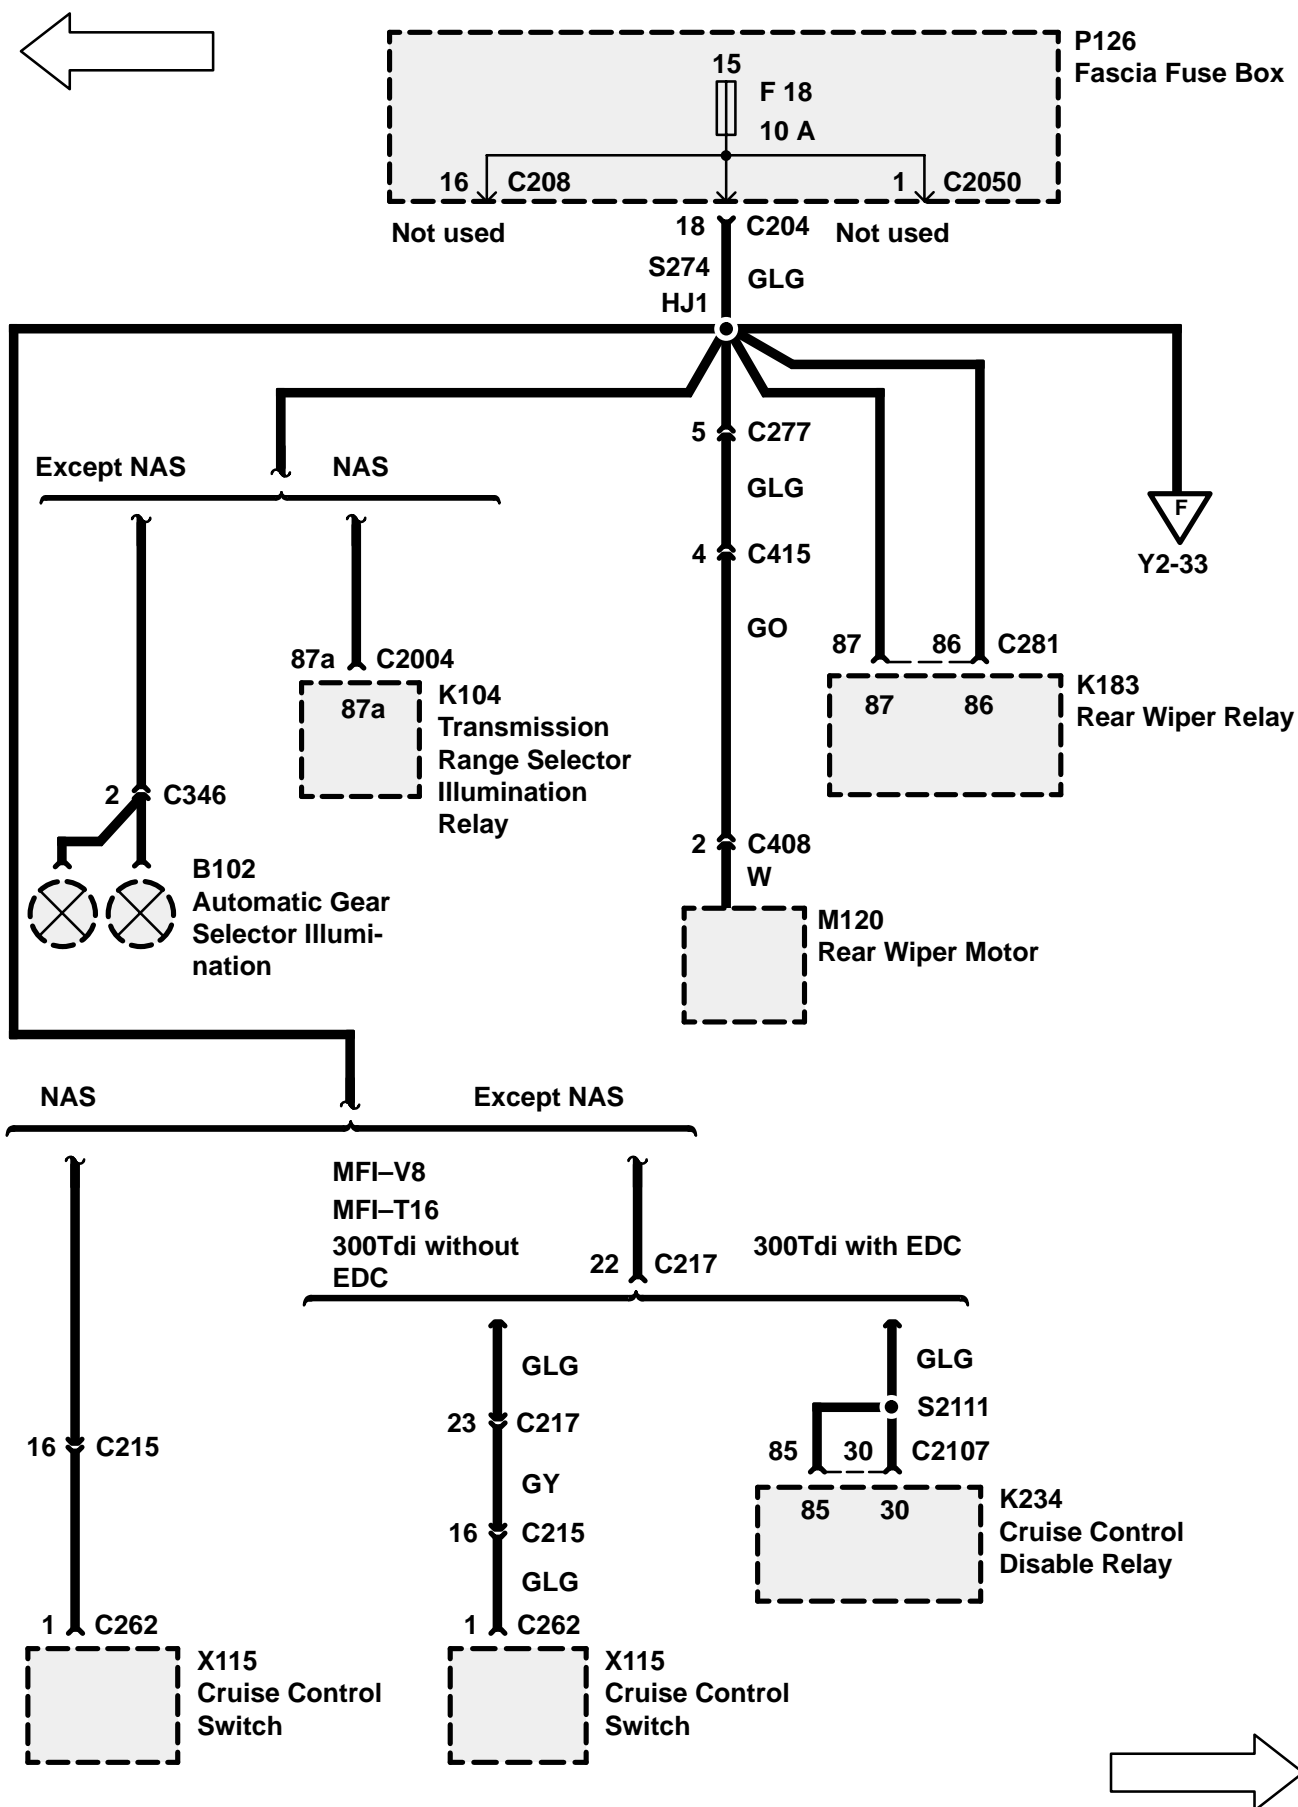 P126
Fascia Fuse Box
15
F 18
10 A
16 C208
1 C2050
Not used
18 C204
Not used
S274
GLG
HJ1
5 C277
Except NAS
NAS
GLG
F
4 C415
Y2-33
GO
87 86 C281
87a C2004
K104
Transmission
Range Selector
Illumination
Relay
87a
K183
Rear Wiper Relay
87 86
2 C346
2 C408
W
B102
Automatic Gear
Selector Illumi-
nation
M120
Rear Wiper Motor
NAS
Except NAS
MFI–V8
MFI–T16
300Tdi without
EDC
22 C217
300Tdi with EDC
GLG
GLG
S2111
23 C217
16 C215
85 30 C2107
GY
K234
Cruise Control
Disable Relay
85 30
16 C215
GLG
1 C262
1 C262
X115
Cruise Control
Switch
X115
Cruise Control
Switch